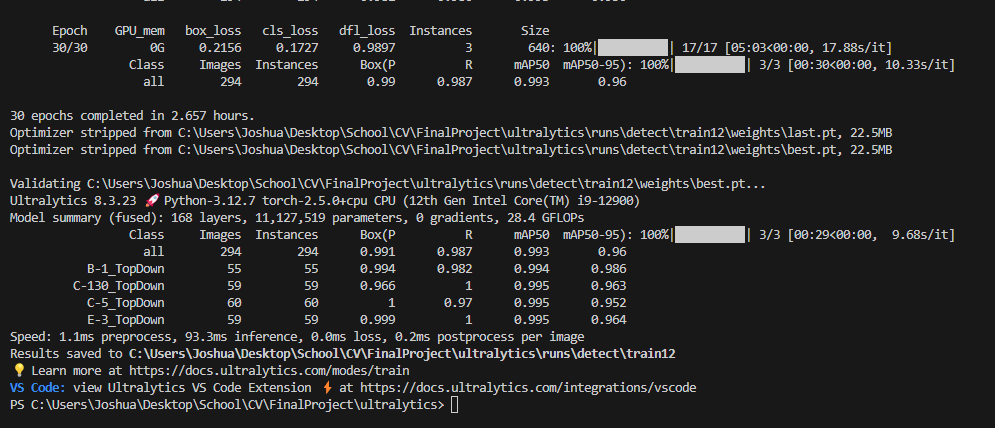 all 294 294
Epoch GPU_mem box_loss cls_loss dfl_loss Instances Size
30/30 0G 0.2156 0.1727 0.9897 3 640: 100%|██████████| 17/17 [05:03<00:00, 17.88s/it]
Class Images Instances Box(P R mAP50 mAP50-95): 100%|██████████| 3/3 [00:30<00:00, 10.33s/it]
all 294 294 0.99 0.987 0.993 0.96
30 epochs completed in 2.657 hours.
Optimizer stripped from C:\Users\Joshua\Desktop\School\CV\FinalProject\ultralytics\runs\detect\train12\weights\last.pt, 22.5MB
Optimizer stripped from C:\Users\Joshua\Desktop\School\CV\FinalProject\ultralytics\runs\detect\train12\weights\best.pt, 22.5MB
Validating C:\Users\Joshua\Desktop\School\CV\FinalProject\ultralytics\runs\detect\train12\weights\best.pt...
Ultralytics 8.3.23 🚀 Python-3.12.7 torch-2.5.0+cpu CPU (12th Gen Intel Core(TM) i9-12900)
Model summary (fused): 168 layers, 11,127,519 parameters, 0 gradients, 28.4 GFLOPs
Class Images Instances Box(P R mAP50 mAP50-95): 100%|██████████| 3/3 [00:29<00:00, 9.68s/it]
all 294 294 0.991 0.987 0.993 0.96
B-1_TopDown 55 55 0.994 0.982 0.994 0.986
C-130_TopDown 59 59 0.966 1 0.995 0.963
C-5_TopDown 60 60 1 0.97 0.995 0.952
E-3_TopDown 59 59 0.999 1 0.995 0.964
Speed: 1.1ms preprocess, 93.3ms inference, 0.0ms loss, 0.2ms postprocess per image
Results saved to C:\Users\Joshua\Desktop\School\CV\FinalProject\ultralytics\runs\detect\train12
💡 Learn more at https://docs.ultralytics.com/modes/train
VS Code: view Ultralytics VS Code Extension ⚡ at https://docs.ultralytics.com/integrations/vscode
PS C:\Users\Joshua\Desktop\School\CV\FinalProject\ultralytics>